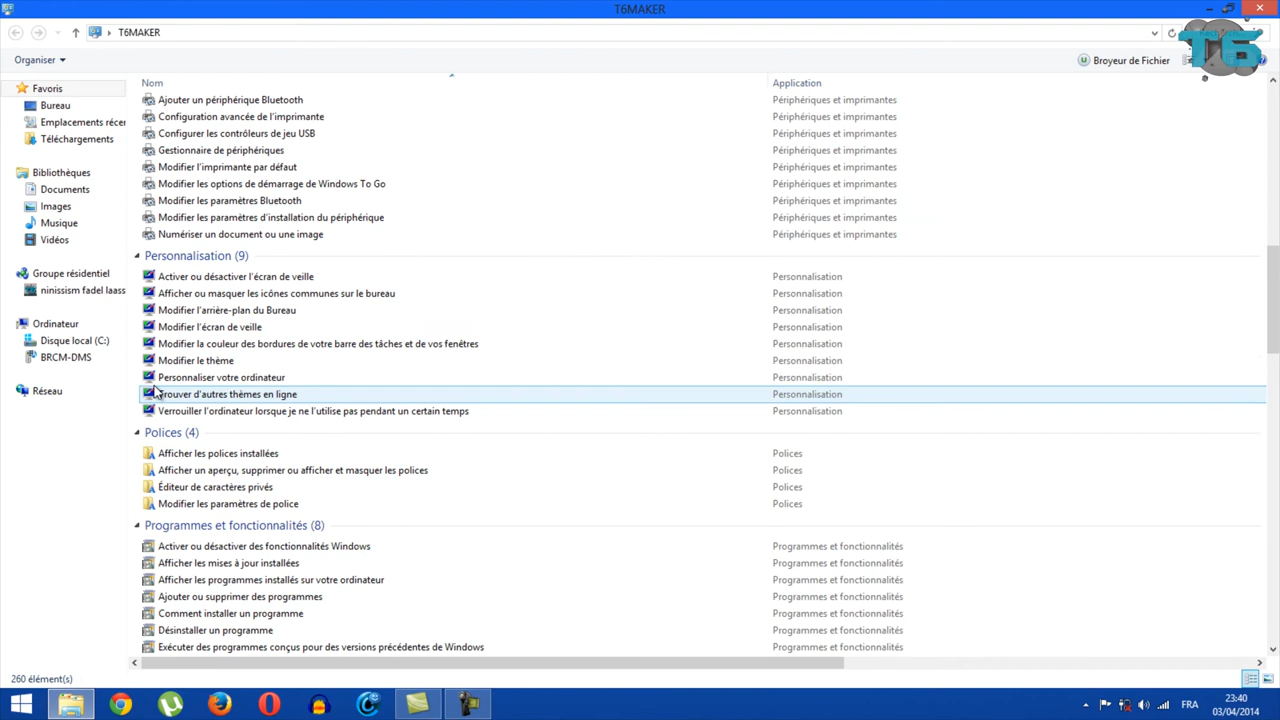 T6MAKER
T6MAKER
T6
Organiser
Broyeur de Fichier
Favoris
Bureau
Emplacements récer
Téléchargements
Bibliothèques
Documents
Images
Musique
Vidéos
Groupe résidentiel
ninissism fadel laass
Ordinateur
Disque local (C:)
BRCM-DMS
Réseau
Nom Application
Ajouter un périphérique Bluetooth Périphériques et imprimantes
Configuration avancée de l'imprimante Périphériques et imprimantes
Configurer les contrôleurs de jeu USB Périphériques et imprimantes
Gestionnaire de périphériques Périphériques et imprimantes
Modifier l'imprimante par défaut Périphériques et imprimantes
Modifier les options de démarrage de Windows To Go Périphériques et imprimantes
Modifier les paramètres Bluetooth Périphériques et imprimantes
Modifier les paramètres d'installation du périphérique Périphériques et imprimantes
Numériser un document ou une image Périphériques et imprimantes
Personnalisation (9)
Activer ou désactiver l'écran de veille Personnalisation
Afficher ou masquer les icônes communes sur le bureau Personnalisation
Modifier l'arrière-plan du Bureau Personnalisation
Modifier l'écran de veille Personnalisation
Modifier la couleur des bordures de votre barre des tâches et de vos fenêtres Personnalisation
Modifier le thème Personnalisation
Personnaliser votre ordinateur Personnalisation
Trouver d'autres thèmes en ligne Personnalisation
Verrouiller l'ordinateur lorsque je ne l'utilise pas pendant un certain temps Personnalisation
Polices (4)
Afficher les polices installées Polices
Afficher un aperçu, supprimer ou afficher et masquer les polices Polices
Éditeur de caractères privés Polices
Modifier les paramètres de police Polices
Programmes et fonctionnalités (8)
Activer ou désactiver des fonctionnalités Windows Programmes et fonctionnalités
Afficher les mises à jour installées Programmes et fonctionnalités
Afficher les programmes installés sur votre ordinateur Programmes et fonctionnalités
Ajouter ou supprimer des programmes Programmes et fonctionnalités
Comment installer un programme Programmes et fonctionnalités
Désinstaller un programme Programmes et fonctionnalités
Exécuter des programmes conçus pour des versions précédentes de Windows Programmes et fonctionnalités
260 élément(s)
FRA
23:40
03/04/2014